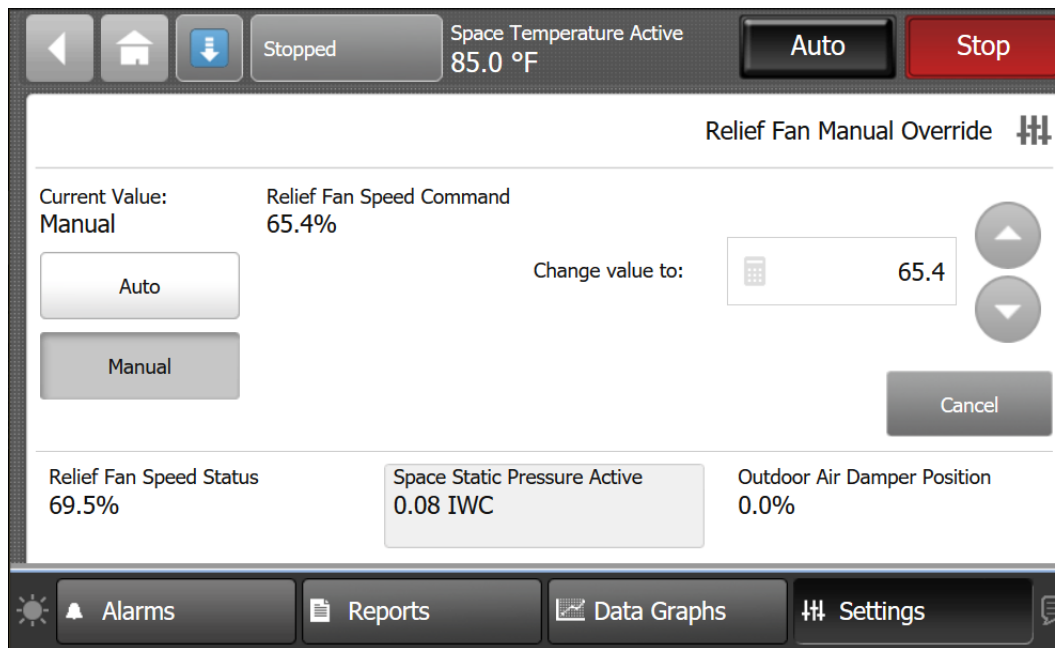 Stopped
Space Temperature Active
85.0 °F
Auto
Stop
Relief Fan Manual Override
Current Value:
Manual
Relief Fan Speed Command
65.4%
Auto
Change value to:
65.4
Manual
Cancel
Relief Fan Speed Status
69.5%
Space Static Pressure Active
0.08 IWC
Outdoor Air Damper Position
0.0%
Alarms
Reports
Data Graphs
Settings